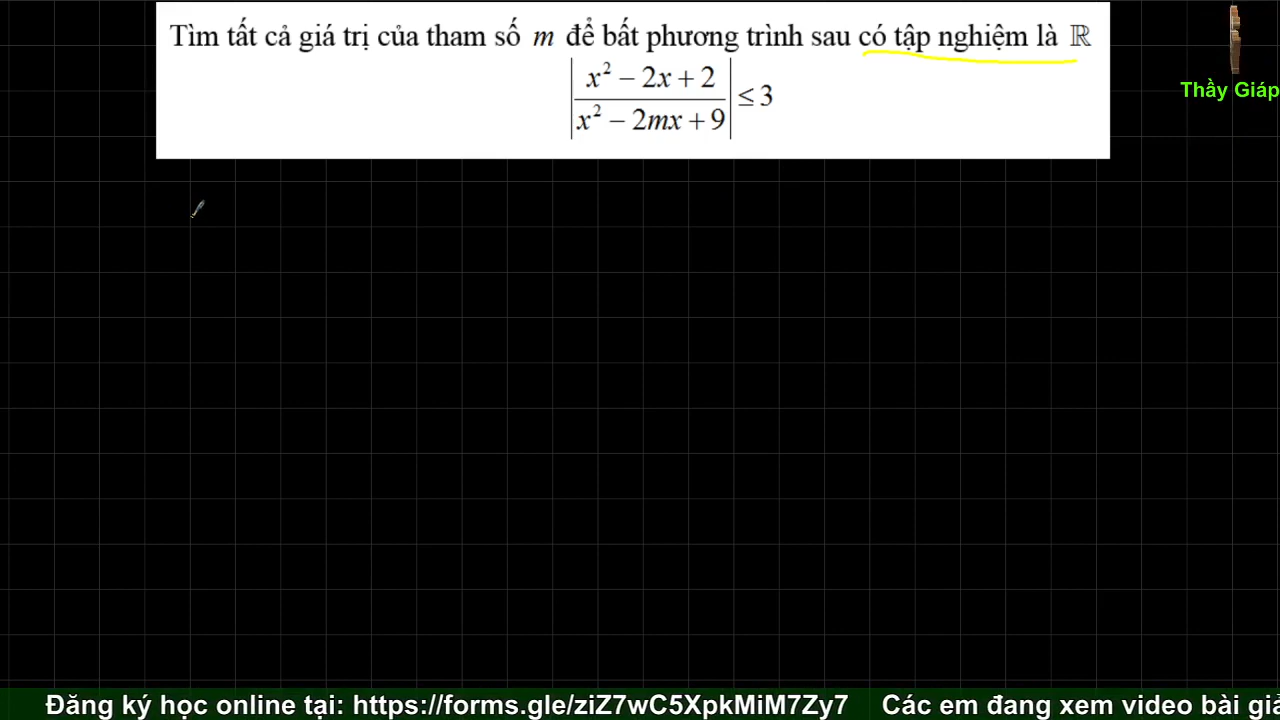 Tìm tất cả giá trị của tham số m để bất phương trình sau có tập nghiệm là ℝ
|(x² − 2x + 2)/(x² − 2mx + 9)| ≤ 3
Thầy Giáp
Đăng ký học online tại: https://forms.gle/ziZ7wC5XpkMiM7Zy7 Các em đang xem video bài